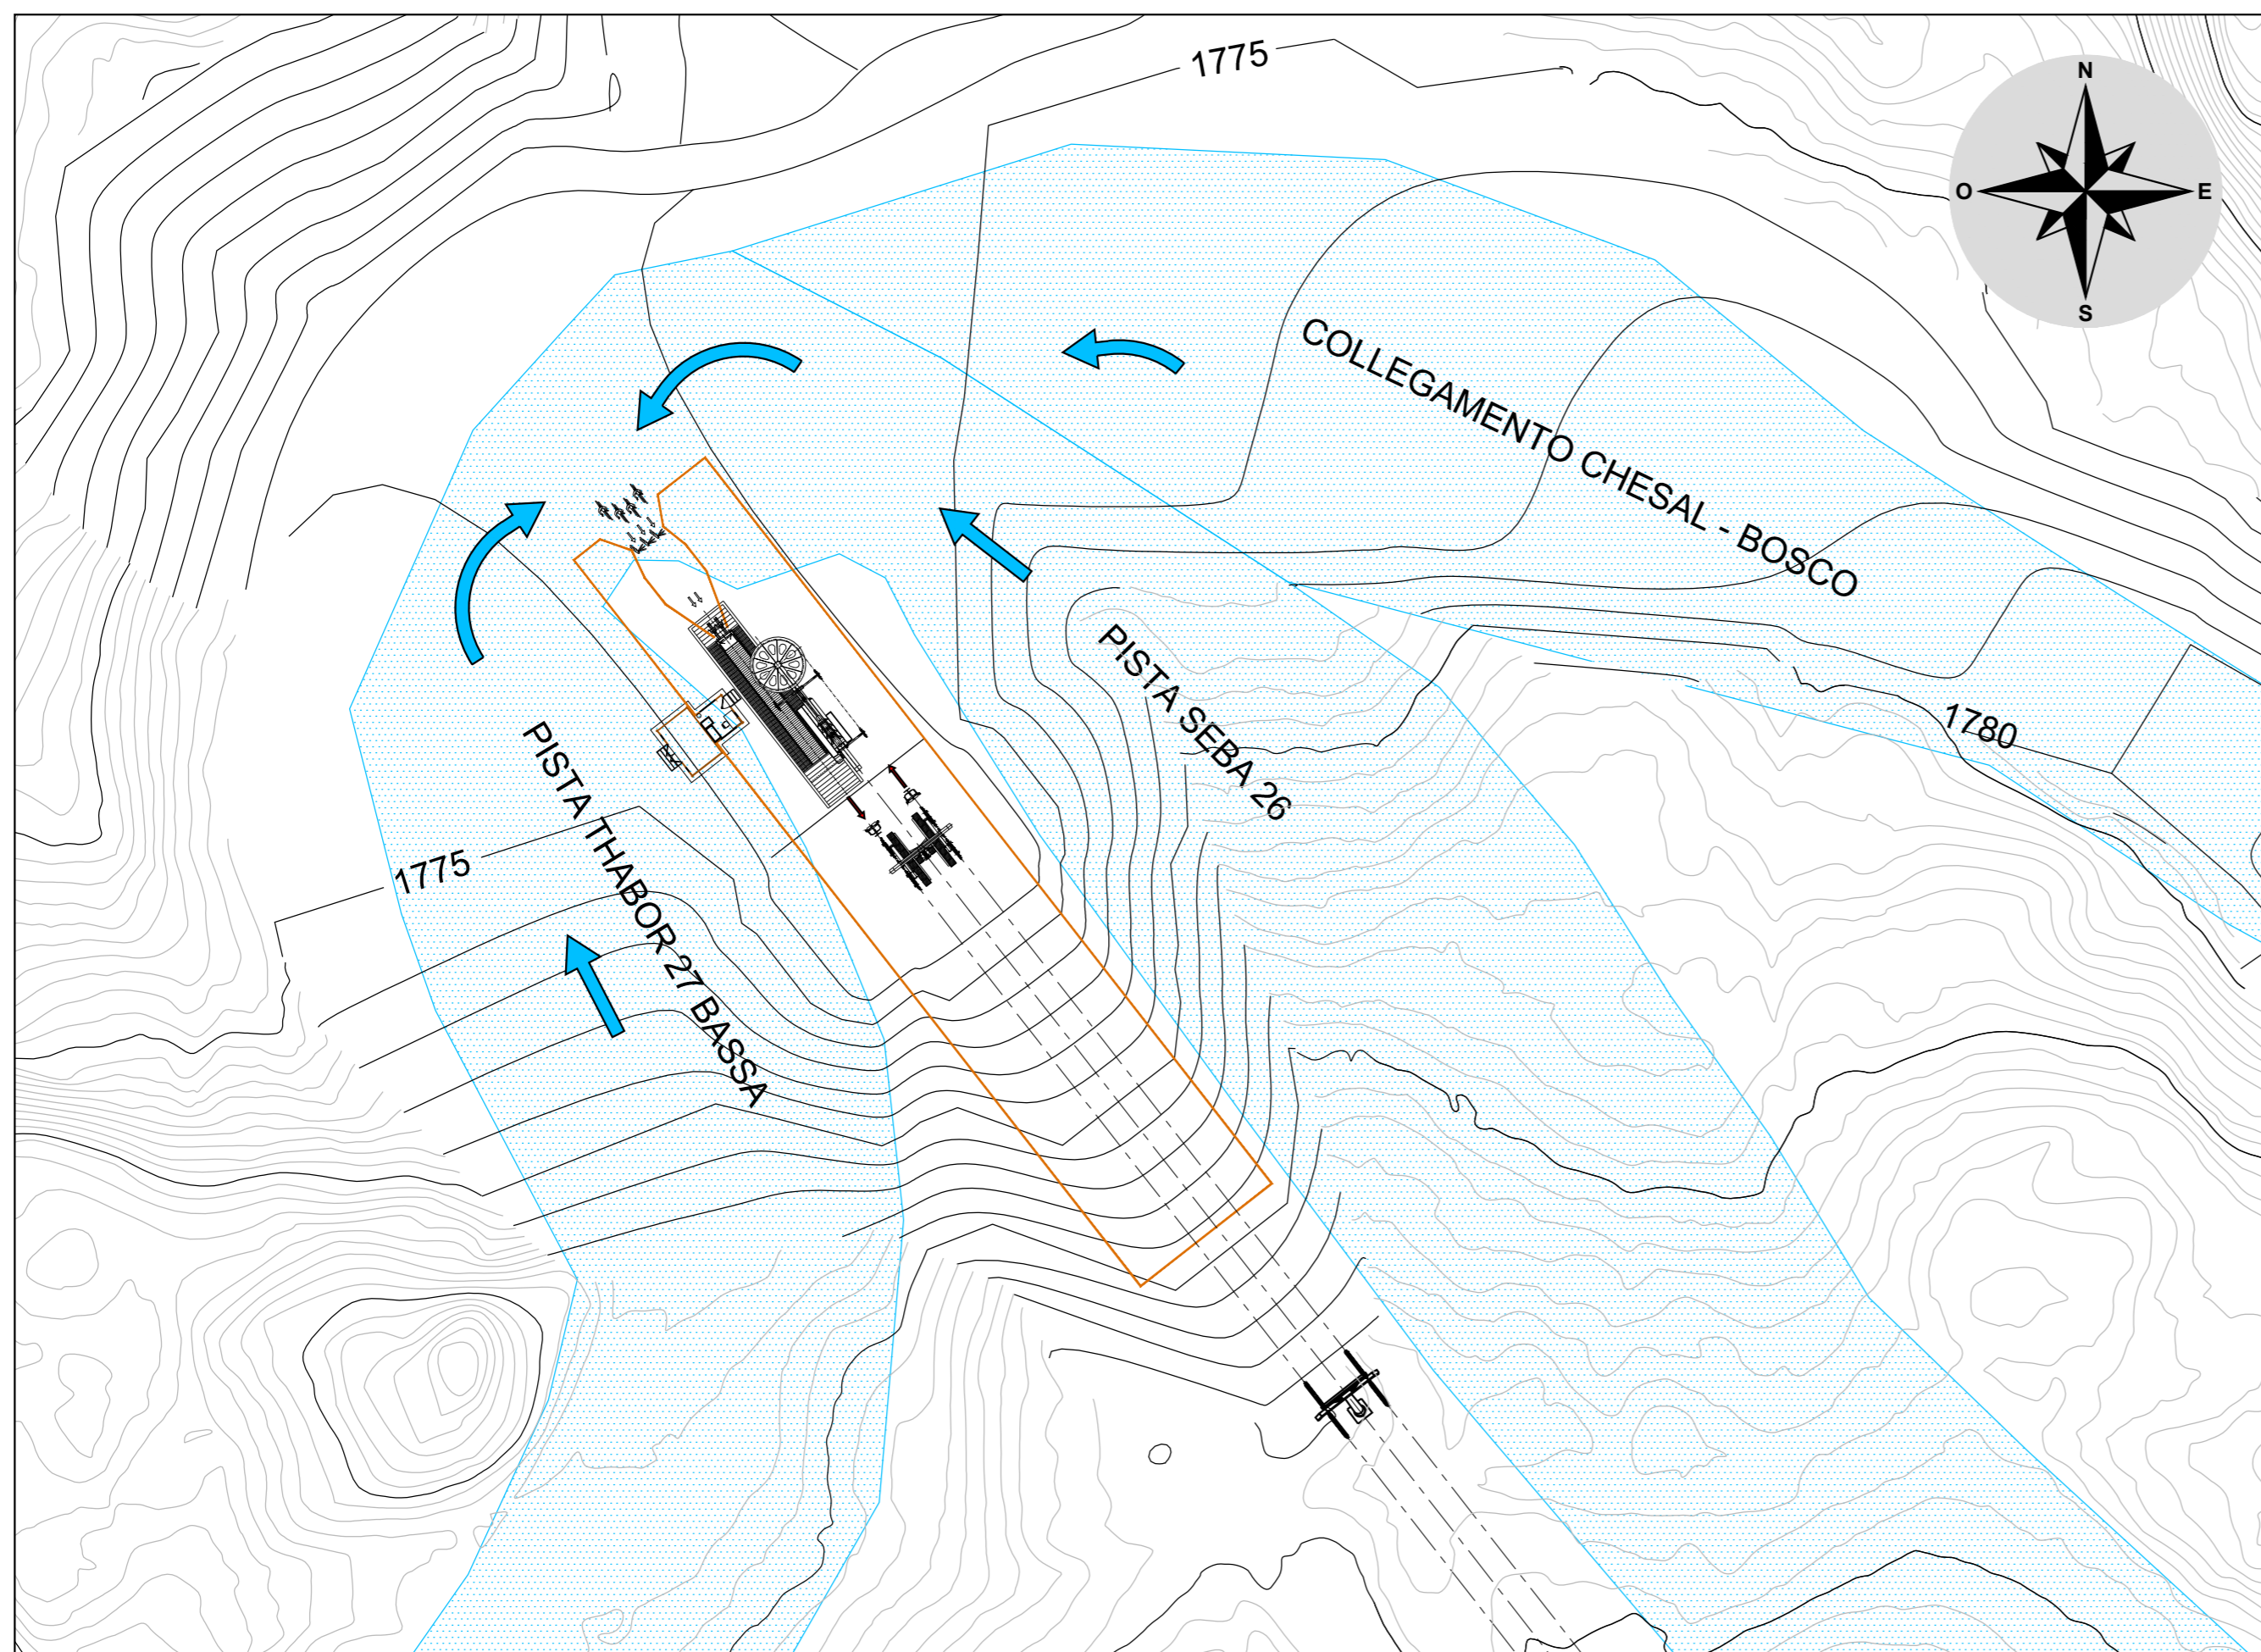 1775
N
O
E
S
COLLEGAMENTO CHESAL - BOSCO
PISTA SEBA 26
1780
PISTA THABOR 27 BASSA
1775